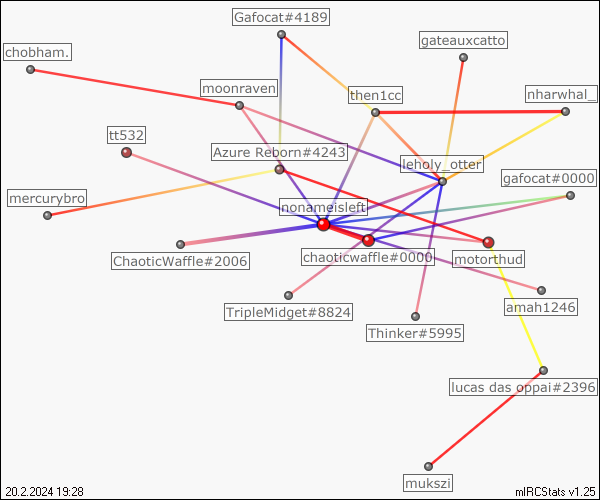 Gafocat#4189
gateauxcatto
chobham.
moonraven
then1cc
nharwhal_
tt532
Azure Reborn#4243
leholy_otter
gafocat#0000
mercurybro
nonameisleft
ChaoticWaffle#2006
chaoticwaffle#0000
motorthud
amah1246
TripleMidget#8824
Thinker#5995
lucas das oppai#2396
mukszi
20.2.2024 19:28
mIRCStats v1.25